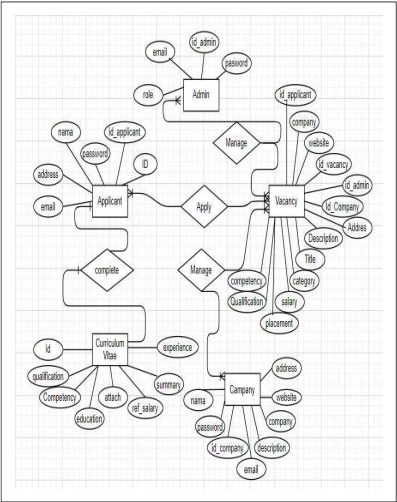 id_admin
email
pasword
role
Admin
id_applicant
company
nama
id_applicant
Manage
website
pasword
id_vacancy
ID
id_admin
address
Applicant
Apply
Vacancy
Id_Company
email
Addres
Description
Title
complete
Manage
competency
category
Qualification
salary
placement
id
Curriculum
Vitae
experience
address
qualification
summary
Campany
website
Competency
attach
nama
ref_salary
company
education
password
description
id_company
email